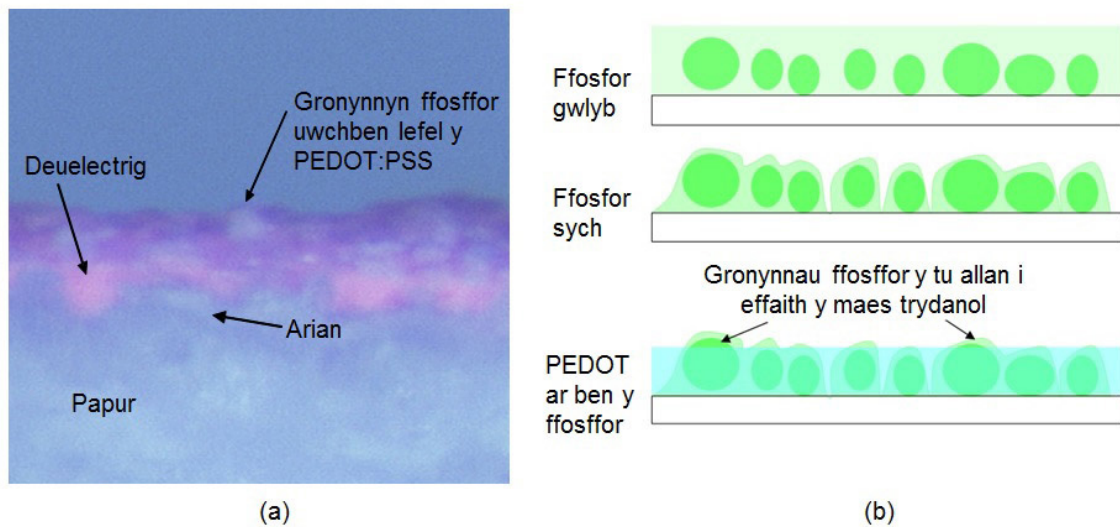 Gronynnyn ffosffor
uwchben lefel y
PEDOT:PSS
Deuelectrig
Arian
Papur
(a)
Ffosfor
gwlyb
Ffosfor
sych
Gronynnau ffosffor y tu allan i
effaith y maes trydanol
PEDOT
ar ben y
ffosffor
(b)